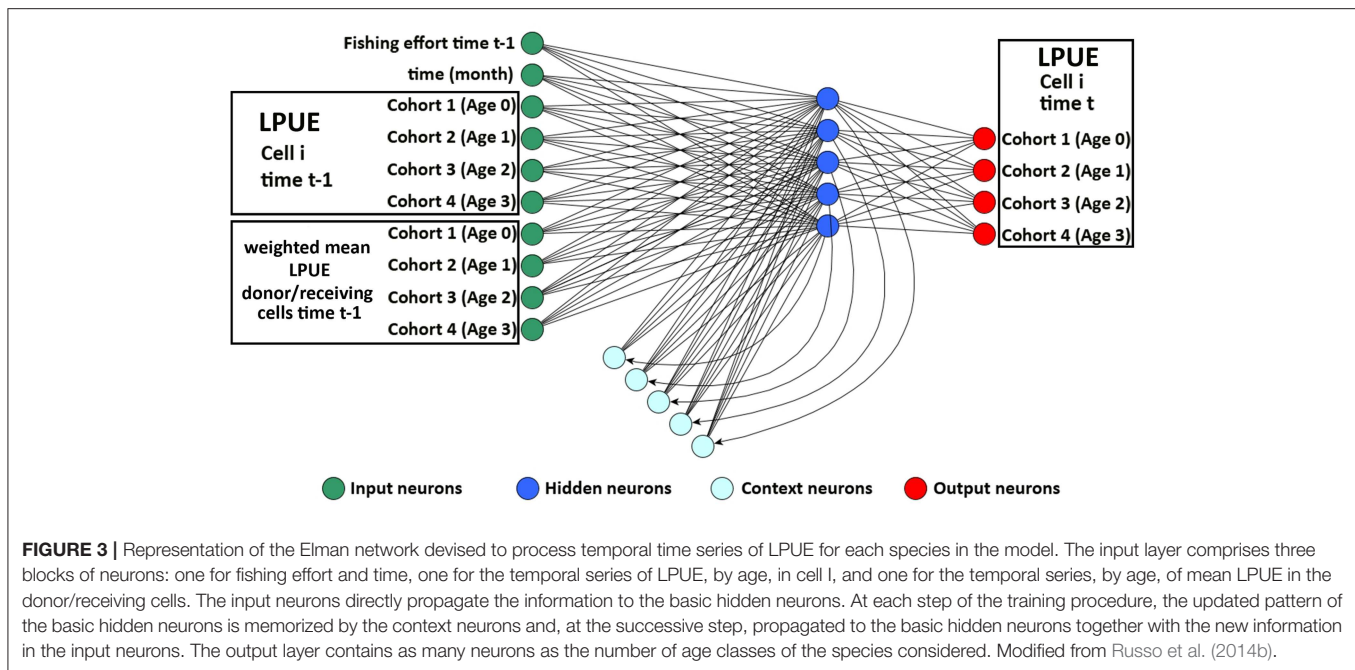 Fishing effort time t-1
time (month)
LPUE
Cell i
time t-1
Cohort 1 (Age 0)
Cohort 2 (Age 1)
Cohort 3 (Age 2)
Cohort 4 (Age 3)
weighted mean
LPUE
donor/receiving
cells time t-1
Cohort 1 (Age 0)
Cohort 2 (Age 1)
Cohort 3 (Age 2)
Cohort 4 (Age 3)
LPUE
Cell i
time t
Cohort 1 (Age 0)
Cohort 2 (Age 1)
Cohort 3 (Age 2)
Cohort 4 (Age 3)
Input neurons
Hidden neurons
Context neurons
Output neurons
FIGURE 3 | Representation of the Elman network devised to process temporal time series of LPUE for each species in the model. The input layer comprises three
blocks of neurons: one for fishing effort and time, one for the temporal series of LPUE, by age, in cell I, and one for the temporal series, by age, of mean LPUE in the
donor/receiving cells. The input neurons directly propagate the information to the basic hidden neurons. At each step of the training procedure, the updated pattern of
the basic hidden neurons is memorized by the context neurons and, at the successive step, propagated to the basic hidden neurons together with the new information
in the input neurons. The output layer contains as many neurons as the number of age classes of the species considered. Modified from Russo et al. (2014b).